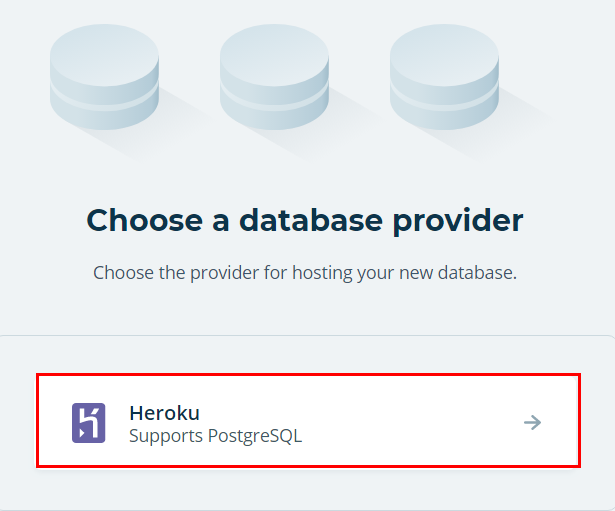 Choose a database provider
Choose the provider for hosting your new database.
Heroku
Supports PostgreSQL